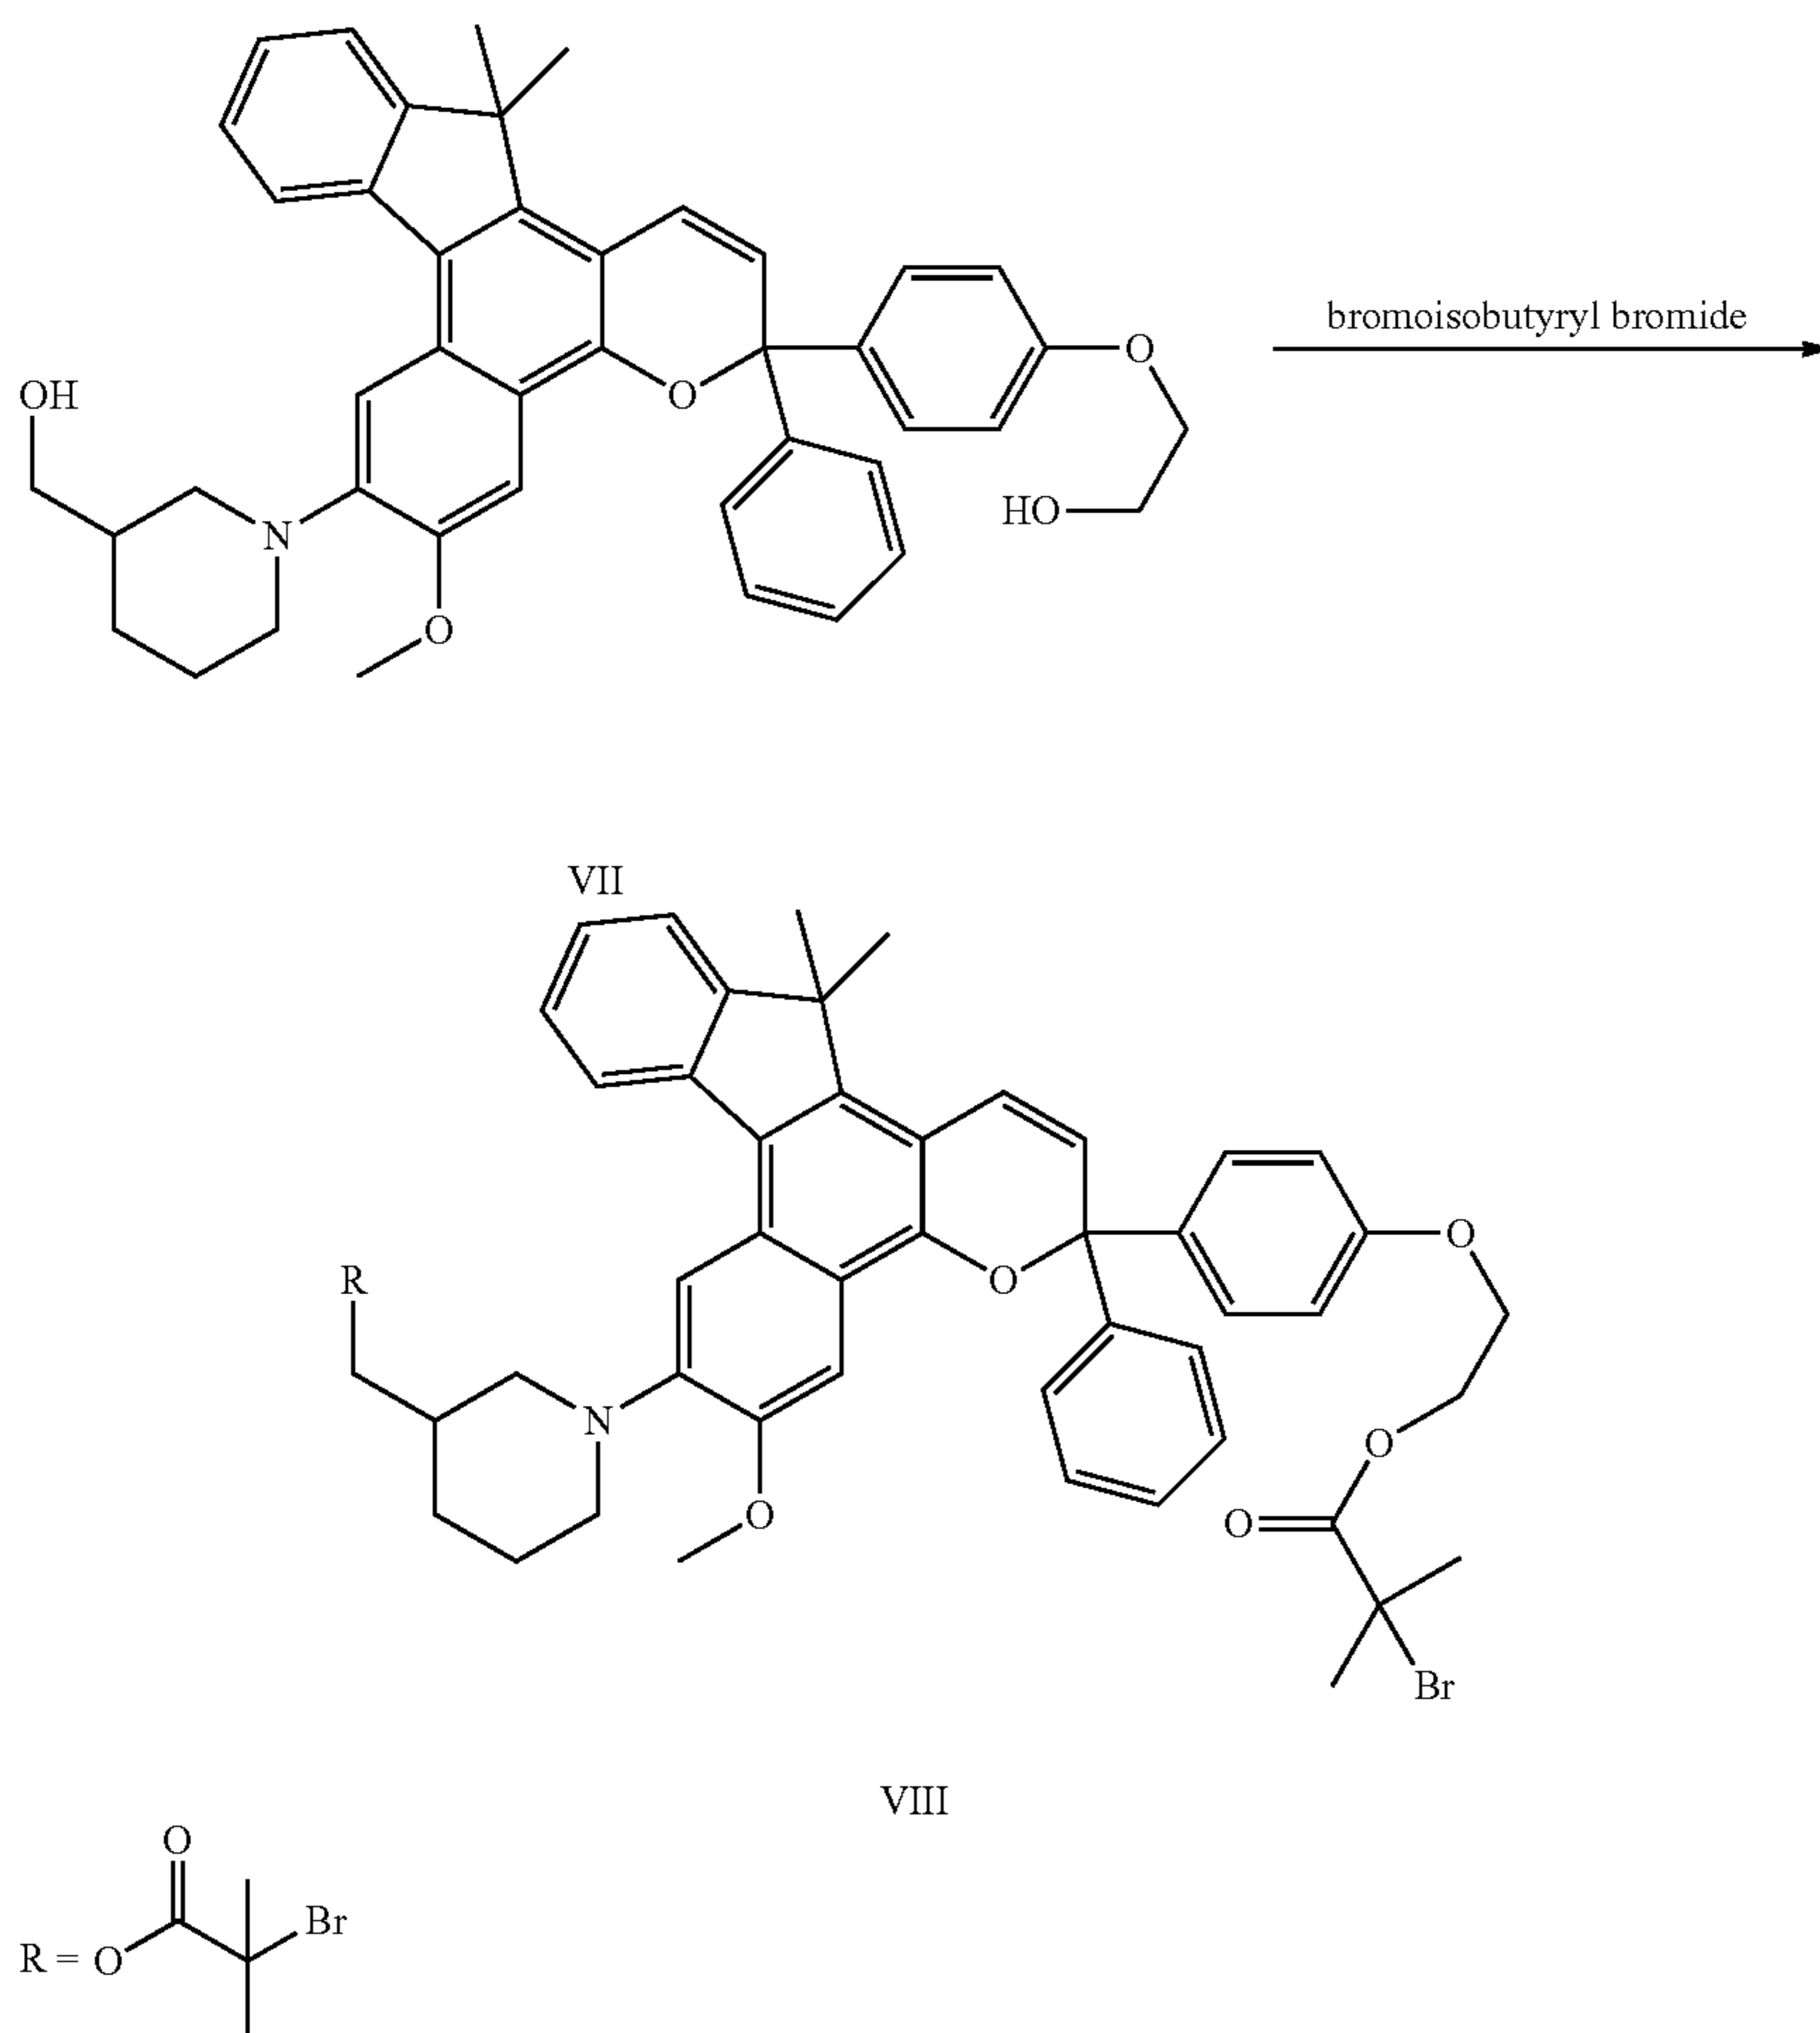 bromoisobutyryl bromide
O
OH
O
HO
N
O
VII
O
R
O
N
O
O
O
Br
VIII
O
Br
R = O